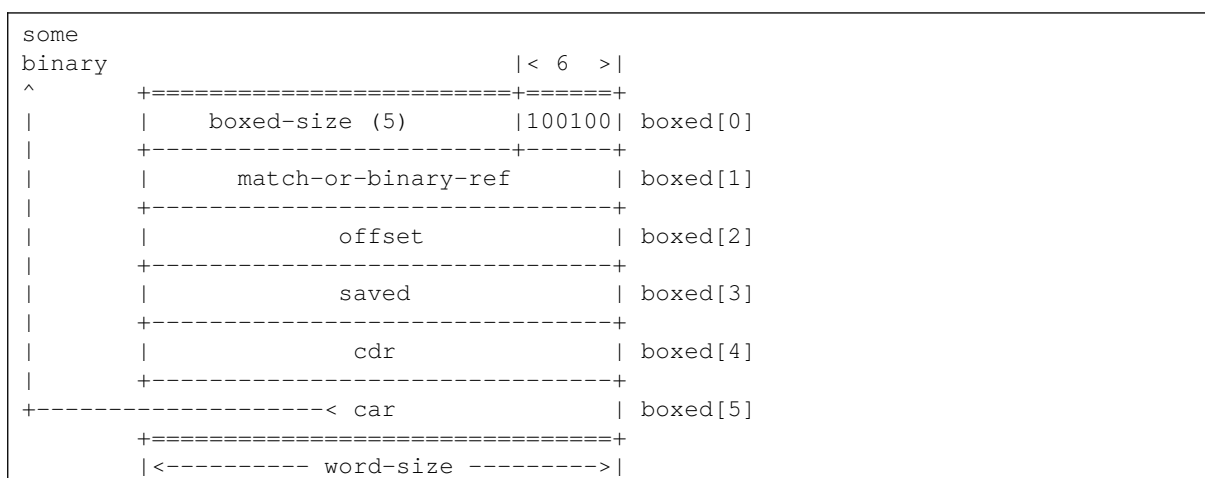 some
binary                             |< 6  >|
^        +=========================+======+
|        |    boxed-size (5)       |100100| boxed[0]
|        +-------------------------+------+
|        |      match-or-binary-ref       | boxed[1]
|        +--------------------------------+
|        |             offset             | boxed[2]
|        +--------------------------------+
|        |             saved              | boxed[3]
|        +--------------------------------+
|        |              cdr               | boxed[4]
|        +--------------------------------+
+--------------------< car                | boxed[5]
         +================================+
         |<---------- word-size --------->|